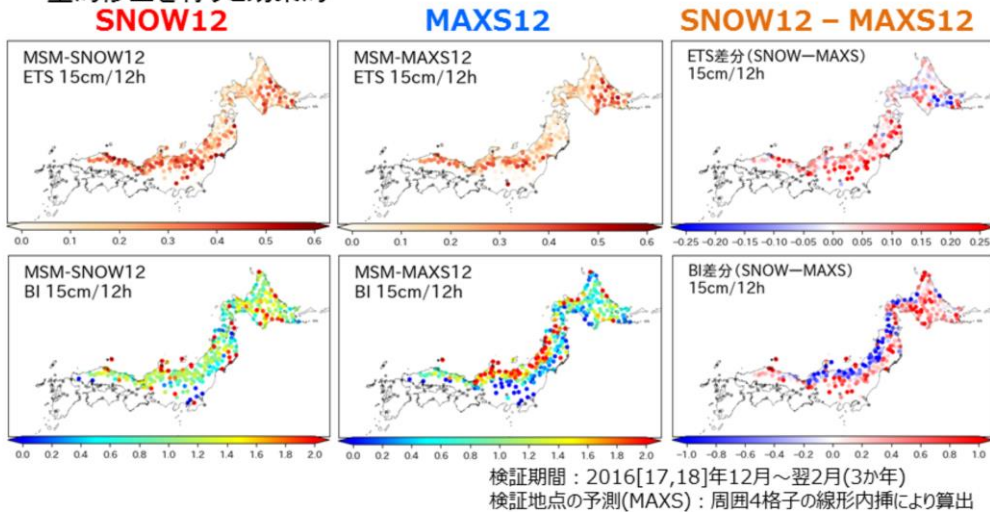 SNOW12
MAXS12
SNOW12 – MAXS12
MSM-SNOW12
ETS 15cm/12h
MSM-MAXS12
ETS 15cm/12h
ETS差分(SNOW−MAXS)
15cm/12h
0.0 0.1 0.2 0.3 0.4 0.5 0.6
0.0 0.1 0.2 0.3 0.4 0.5 0.6
−0.25 −0.20 −0.15 −0.10 −0.05 0.00 0.05 0.10 0.15 0.20 0.25
MSM-SNOW12
BI 15cm/12h
MSM-MAXS12
BI 15cm/12h
BI差分(SNOW−MAXS)
15cm/12h
0.0 0.2 0.4 0.6 0.8 1.0 1.2 1.4 1.6 1.8 2.0
0.0 0.2 0.4 0.6 0.8 1.0 1.2 1.4 1.6 1.8 2.0
−1.0 −0.8 −0.6 −0.4 −0.2 0.0 0.2 0.4 0.6 0.8 1.0
検証期間：2016[17,18]年12月～翌2月(3か年)
検証地点の予測(MAXS)：周囲4格子の線形内挿により算出